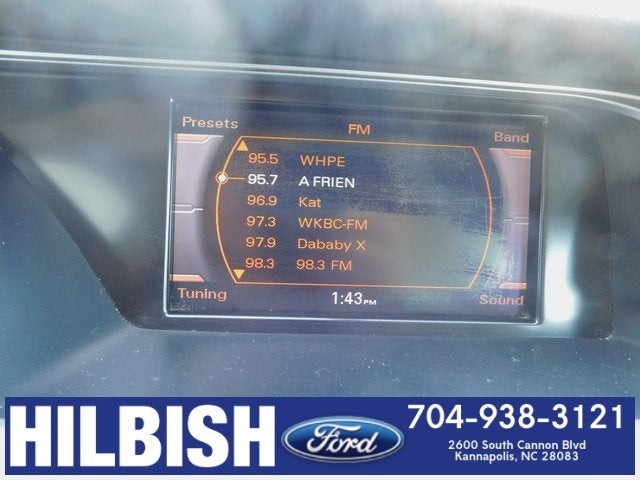 Presets FM Band
95.5 WHPE
95.7 A FRIEN
96.9 Kat
97.3 WKBC-FM
97.9 Dababy X
98.3 98.3 FM
Tuning 1:43 PM Sound
HILBISH Ford 704-938-3121
2600 South Cannon Blvd
Kannapolis, NC 28083